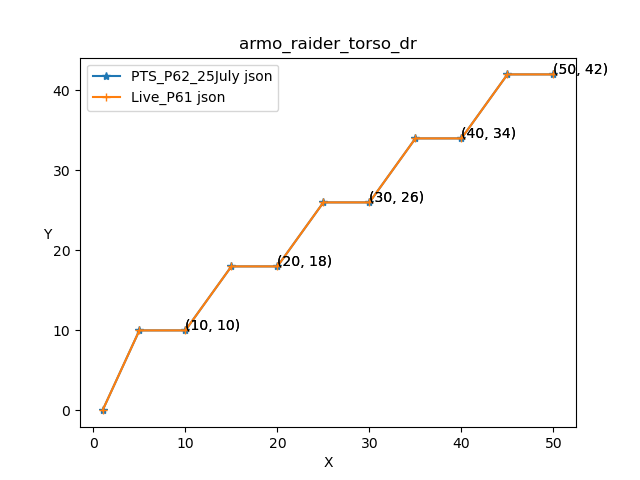 armo_raider_torso_dr
PTS_P62_25July json
Live_P61 json
(50, 42)
(40, 34)
(30, 26)
(20, 18)
(10, 10)
Y
40
30
20
10
0
0 10 20 30 40 50
X